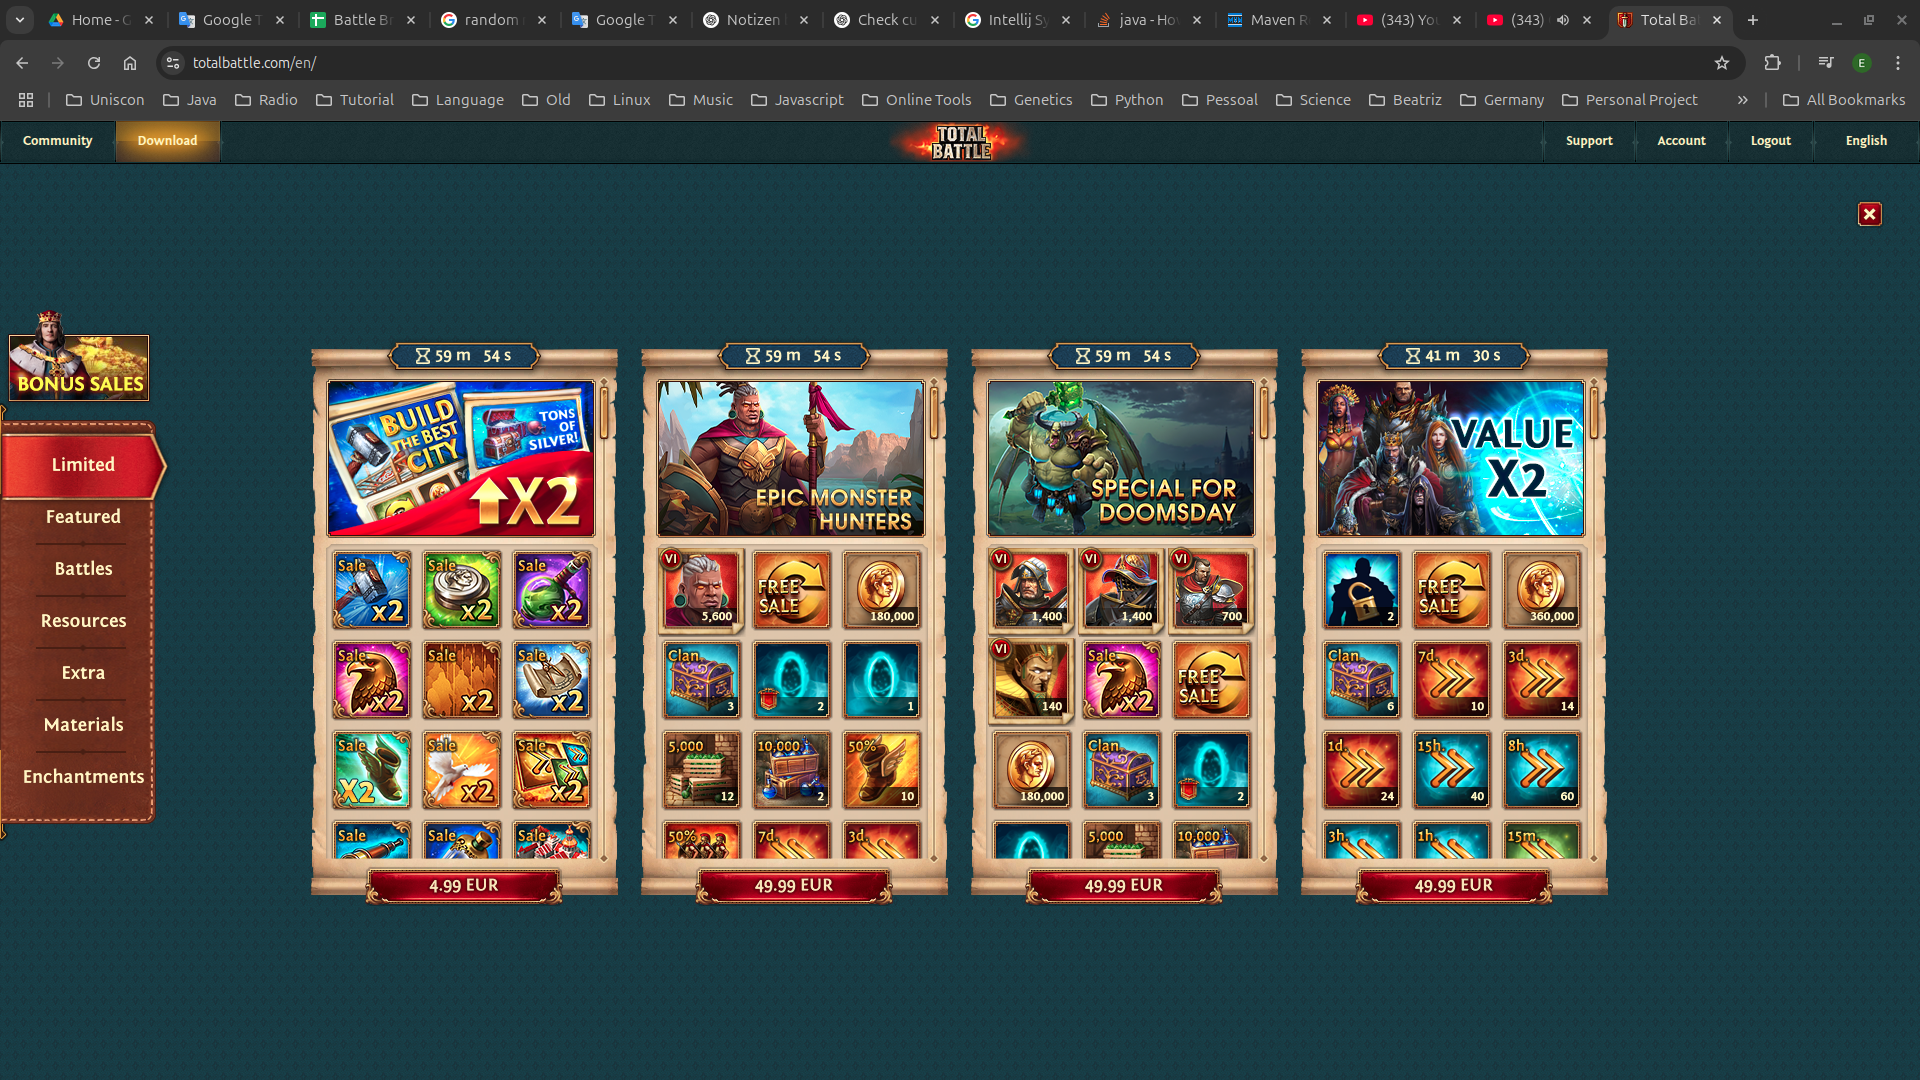 Home - G
Google T
Battle Br
random
Google T
Notizen
Check cu
Intellij Sy
java - Ho
Maven R
(343) You
(343)
Total Bat
totalbattle.com/en/
E
Uniscon
Java
Radio
Tutorial
Language
Old
Linux
Music
Javascript
Online Tools
Genetics
Python
Pessoal
Science
Beatriz
Germany
Personal Project
All Bookmarks
Community
Download
TOTAL
BATTLE
Support
Account
Logout
English
BONUS SALES
Limited
Featured
Battles
Resources
Extra
Materials
Enchantments
59 m 54 s
BUILD
THE BEST
CITY
TONS
OF
SILVER!
X2
Sale x2
Sale x2
Sale x2
Sale x2
Sale x2
Sale x2
Sale X2
Sale x2
Sale x2
Sale
Sale
Sale
4.99 EUR
59 m 54 s
EPIC MONSTER
HUNTERS
VI 5,600
FREE
SALE
180,000
Clan 3
2
1
5,000 12
10,000 2
50% 10
50%
7d.
3d.
49.99 EUR
59 m 54 s
SPECIAL FOR
DOOMSDAY
VI 1,400
VI 1,400
VI 700
VI 140
Sale x2
FREE
SALE
180,000
Clan 3
2
5,000
10,000
49.99 EUR
41 m 30 s
VALUE
X2
2
FREE
SALE
360,000
Clan 6
7d. 10
3d. 14
1d. 24
15h. 40
8h. 60
3h.
1h.
15m.
49.99 EUR